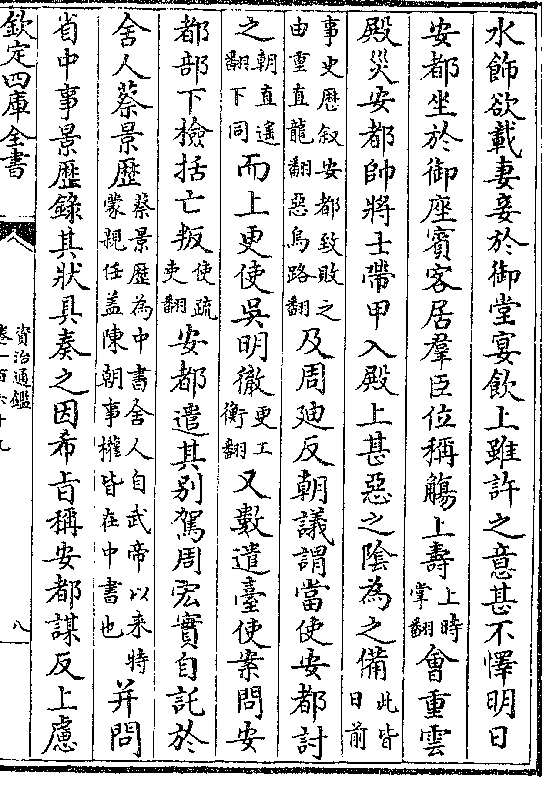 水飾欲載妻妾於御堂宴飲上雖許之意甚不懌明日
安都坐於御座賓客居羣臣位稱觴上壽上時掌翻會重雲
殿災安都帥將士帶甲入殿上甚惡之陰為之備此皆日前
事史歴叙安都致敗之由重直龍翻惡烏路翻及周廸反朝議謂當使安都討
之朝直遥翻下同而上更使吳明徹更工衡翻又數遣臺使案問安
都部下檢括亡叛使疏吏翻安都遣其别駕周宏實自託於
舍人蔡景歴蔡景歴為中書舍人自武帝以来特蒙親任盖陳朝事權皆在中書也并問
省中事景歴錄其狀具奏之因希旨稱安都謀反上慮
欽定四庫全書
資治通鑑
卷一百六十九
八